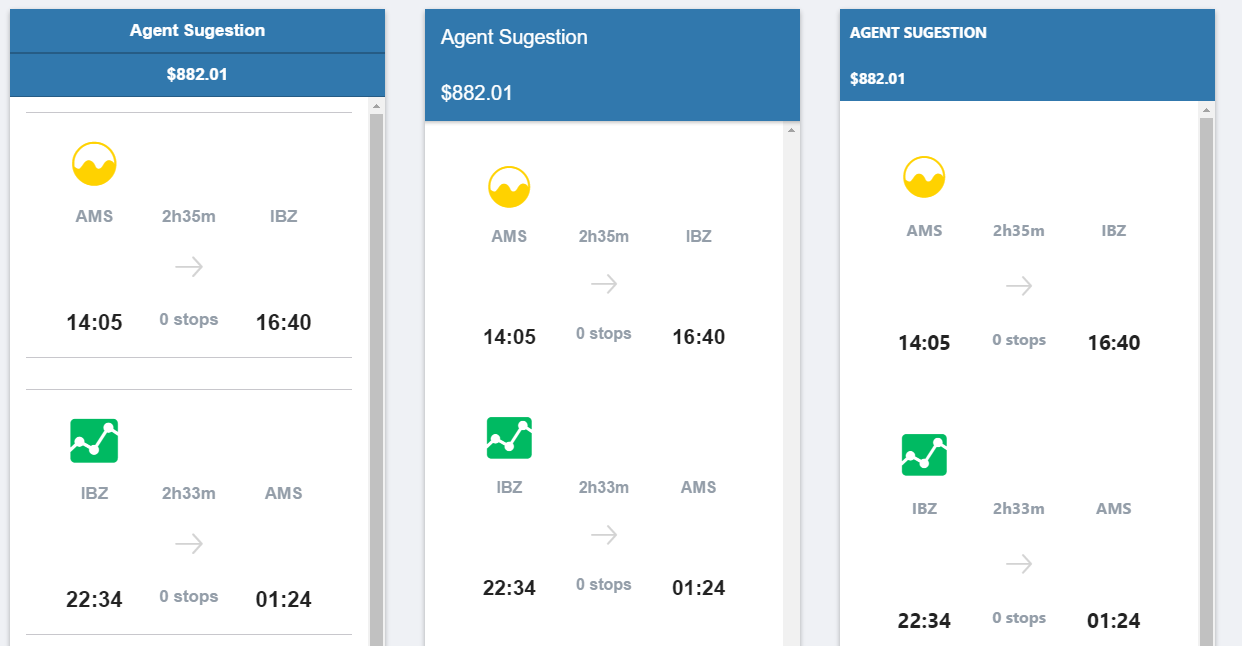 Agent Sugestion
$882.01
AMS 2h35m IBZ
14:05 0 stops 16:40
IBZ 2h33m AMS
22:34 0 stops 01:24
Agent Sugestion
$882.01
AMS 2h35m IBZ
14:05 0 stops 16:40
IBZ 2h33m AMS
22:34 0 stops 01:24
AGENT SUGESTION
$882.01
AMS 2h35m IBZ
14:05 0 stops 16:40
IBZ 2h33m AMS
22:34 0 stops 01:24